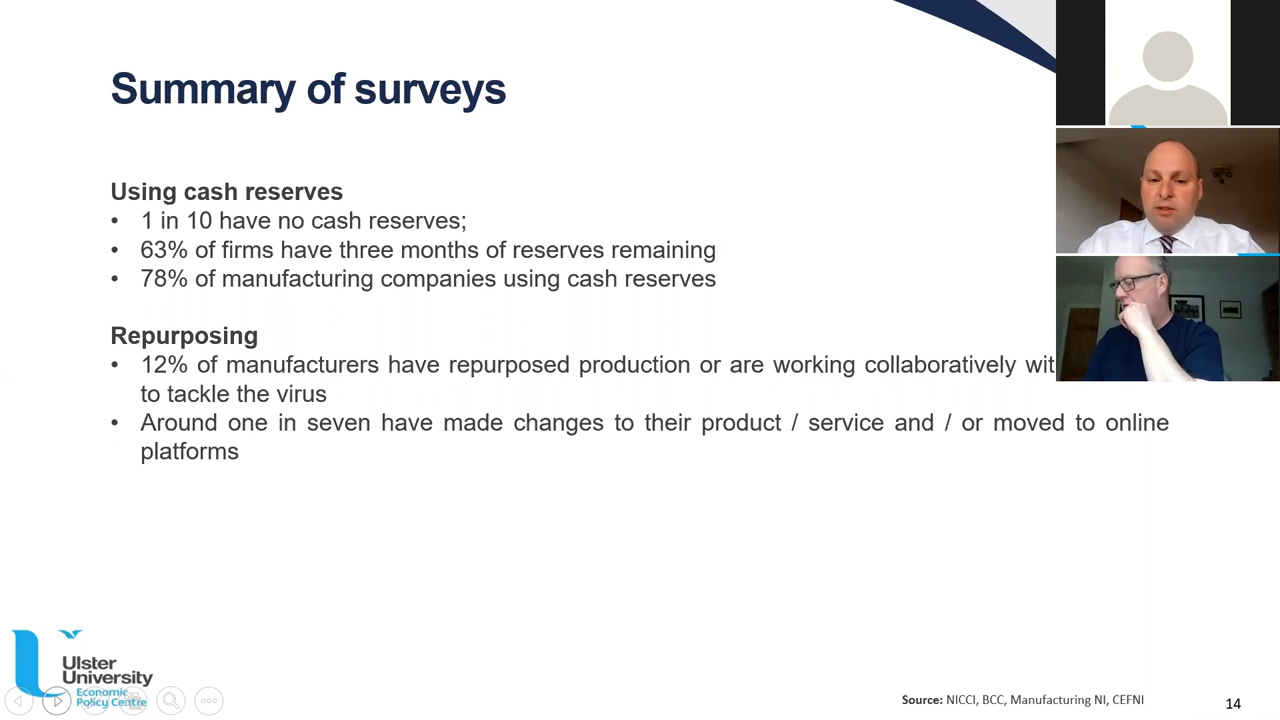 Summary of surveys
Using cash reserves
• 1 in 10 have no cash reserves;
• 63% of firms have three months of reserves remaining
• 78% of manufacturing companies using cash reserves
Repurposing
• 12% of manufacturers have repurposed production or are working collaboratively
to tackle the virus
• Around one in seven have made changes to their product / service and / or moved to online
platforms
Ulster
University
Economic
Policy Centre
Source: NICCI, BCC, Manufacturing NI, CEFNI
14